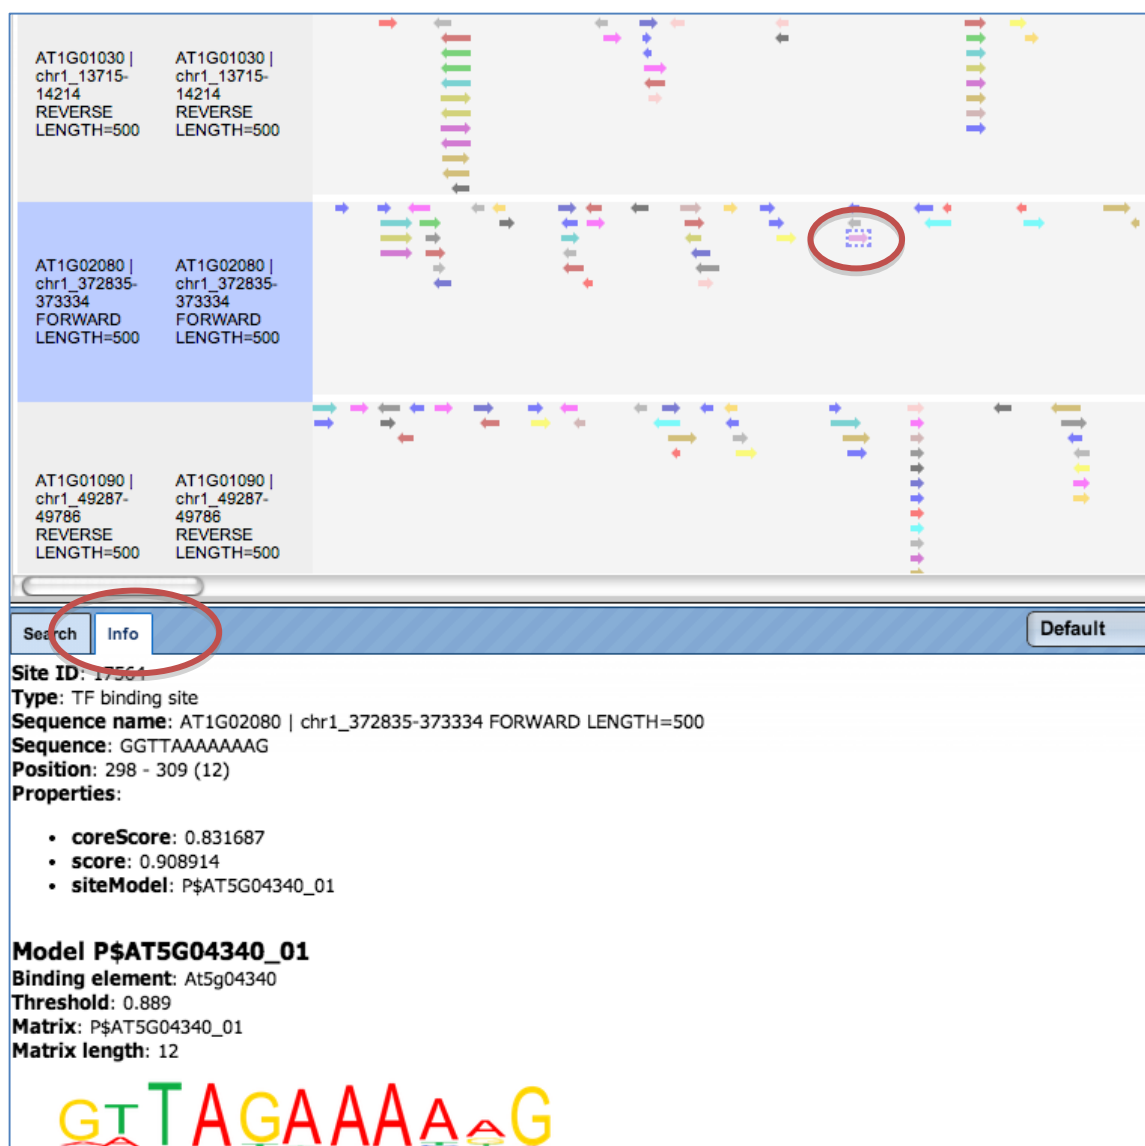 AT1G01030 | AT1G01030 |
chr1_13715- chr1_13715-
14214 14214
REVERSE REVERSE
LENGTH=500 LENGTH=500
AT1G02080 | AT1G02080 |
chr1_372835- chr1_372835-
373334 373334
FORWARD FORWARD
LENGTH=500 LENGTH=500
AT1G01090 | AT1G01090 |
chr1_49287- chr1_49287-
49786 49786
REVERSE REVERSE
LENGTH=500 LENGTH=500
Search Info Default
Site ID: 17564
Type: TF binding site
Sequence name: AT1G02080 | chr1_372835-373334 FORWARD LENGTH=500
Sequence: GGTTAAAAAAAG
Position: 298 - 309 (12)
Properties:
• coreScore: 0.831687
• score: 0.908914
• siteModel: P$AT5G04340_01
Model P$AT5G04340_01
Binding element: At5g04340
Threshold: 0.889
Matrix: P$AT5G04340_01
Matrix length: 12
GTTAGAAAAAAG